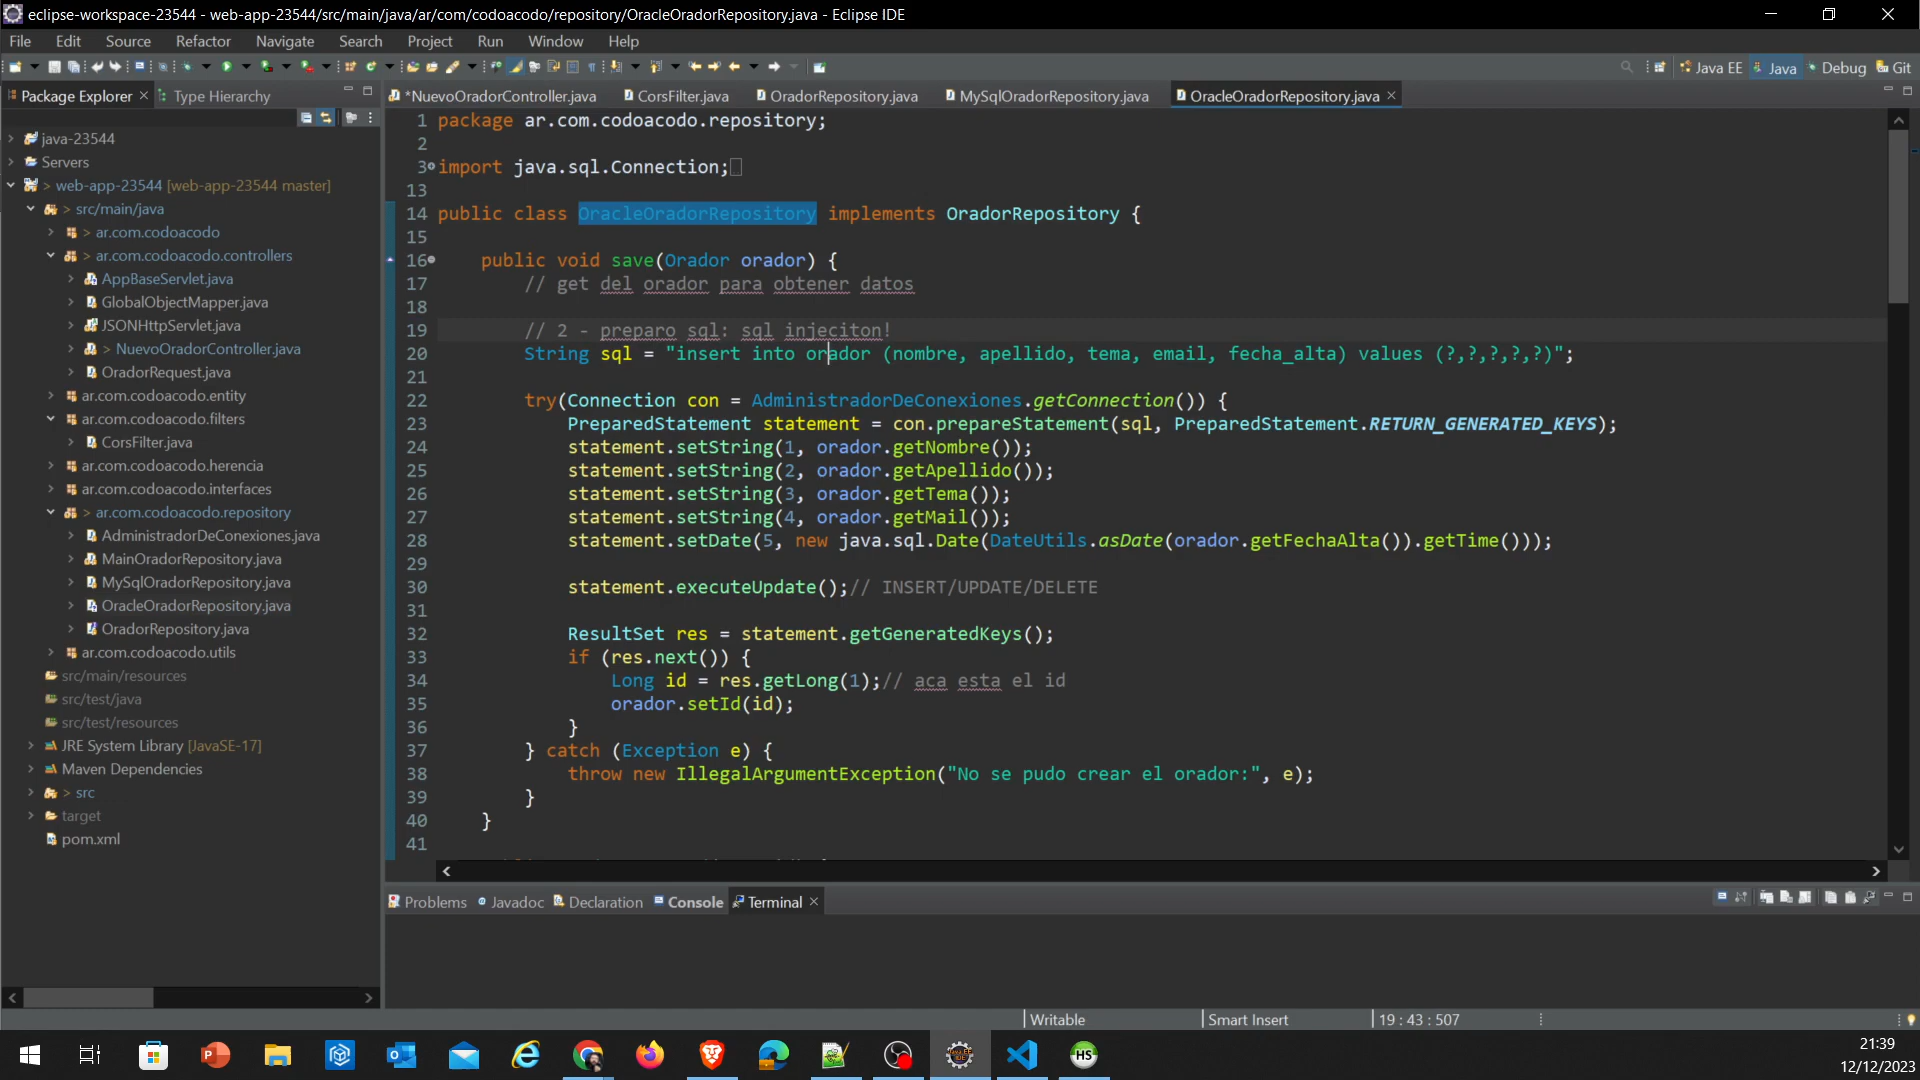 eclipse-workspace-23544 - web-app-23544/src/main/java/ar/com/codoacodo/repository/OracleOradorRepository.java - Eclipse IDE
File Edit Source Refactor Navigate Search Project Run Window Help
Java EE Java Debug Git
Package Explorer Type Hierarchy
*NuevoOradorController.java CorsFilter.java OradorRepository.java MySqlOradorRepository.java OracleOradorRepository.java
java-23544
Servers
> web-app-23544 [web-app-23544 master]
> src/main/java
> ar.com.codoacodo
> ar.com.codoacodo.controllers
AppBaseServlet.java
GlobalObjectMapper.java
JSONHttpServlet.java
> NuevoOradorController.java
OradorRequest.java
ar.com.codoacodo.entity
ar.com.codoacodo.filters
CorsFilter.java
ar.com.codoacodo.herencia
ar.com.codoacodo.interfaces
> ar.com.codoacodo.repository
AdministradorDeConexiones.java
MainOradorRepository.java
MySqlOradorRepository.java
OracleOradorRepository.java
OradorRepository.java
ar.com.codoacodo.utils
src/main/resources
src/test/java
src/test/resources
JRE System Library [JavaSE-17]
Maven Dependencies
> src
target
pom.xml
1 package ar.com.codoacodo.repository;
2
3 import java.sql.Connection;
13
14 public class OracleOradorRepository implements OradorRepository {
15
16 public void save(Orador orador) {
17 // get del orador para obtener datos
18
19 // 2 - preparo sql: sql injeciton!
20 String sql = "insert into orador (nombre, apellido, tema, email, fecha_alta) values (?,?,?,?,?)";
21
22 try(Connection con = AdministradorDeConexiones.getConnection()) {
23 PreparedStatement statement = con.prepareStatement(sql, PreparedStatement.RETURN_GENERATED_KEYS);
24 statement.setString(1, orador.getNombre());
25 statement.setString(2, orador.getApellido());
26 statement.setString(3, orador.getTema());
27 statement.setString(4, orador.getMail());
28 statement.setDate(5, new java.sql.Date(DateUtils.asDate(orador.getFechaAlta()).getTime()));
29
30 statement.executeUpdate();// INSERT/UPDATE/DELETE
31
32 ResultSet res = statement.getGeneratedKeys();
33 if (res.next()) {
34 Long id = res.getLong(1);// aca esta el id
35 orador.setId(id);
36 }
37 } catch (Exception e) {
38 throw new IllegalArgumentException("No se pudo crear el orador:", e);
39 }
40 }
41
Problems Javadoc Declaration Console Terminal
Writable Smart Insert 19 : 43 : 507
HS
21:39
12/12/2023